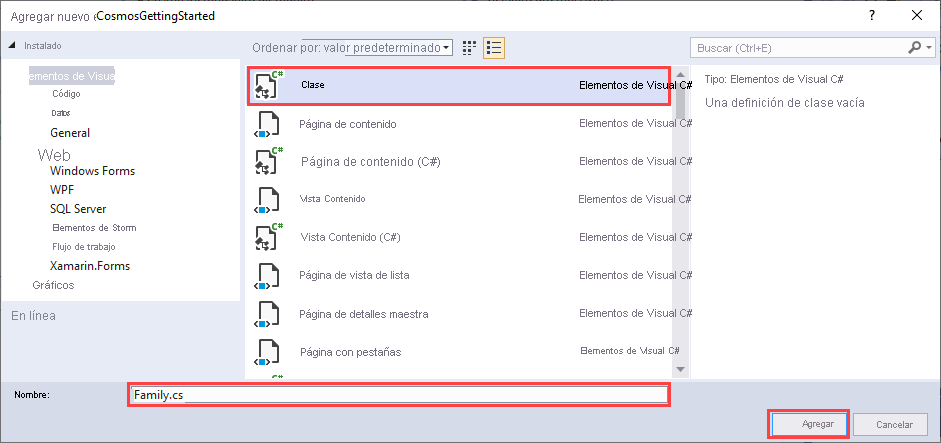 Agregar nuevo e CosmosGettingStarted ?
Instalado
Ordenar por: valor predeterminado
Buscar (Ctrl+E)
ementos de Visua
Código
Datos
General
Web
Windows Forms
WPF
SQL Server
Elementos de Storm
Flujo de trabajo
Xamarin.Forms
Gráficos
En línea
C# Clase Elementos de Visual C#
Página de contenido Elementos de Visual C#
C# Página de contenido (C#) Elementos de Visual C#
Vista Contenido Elementos de Visual C#
C# Vista Contenido (C#) Elementos de Visual C#
Página de vista de lista Elementos de Visual C#
Página de detalles maestra Elementos de Visual C#
Página con pestañas Elementos de Visual C#
Tipo: Elementos de Visual C#
Una definición de clase vacía
Nombre: Family.cs
Agregar Cancelar